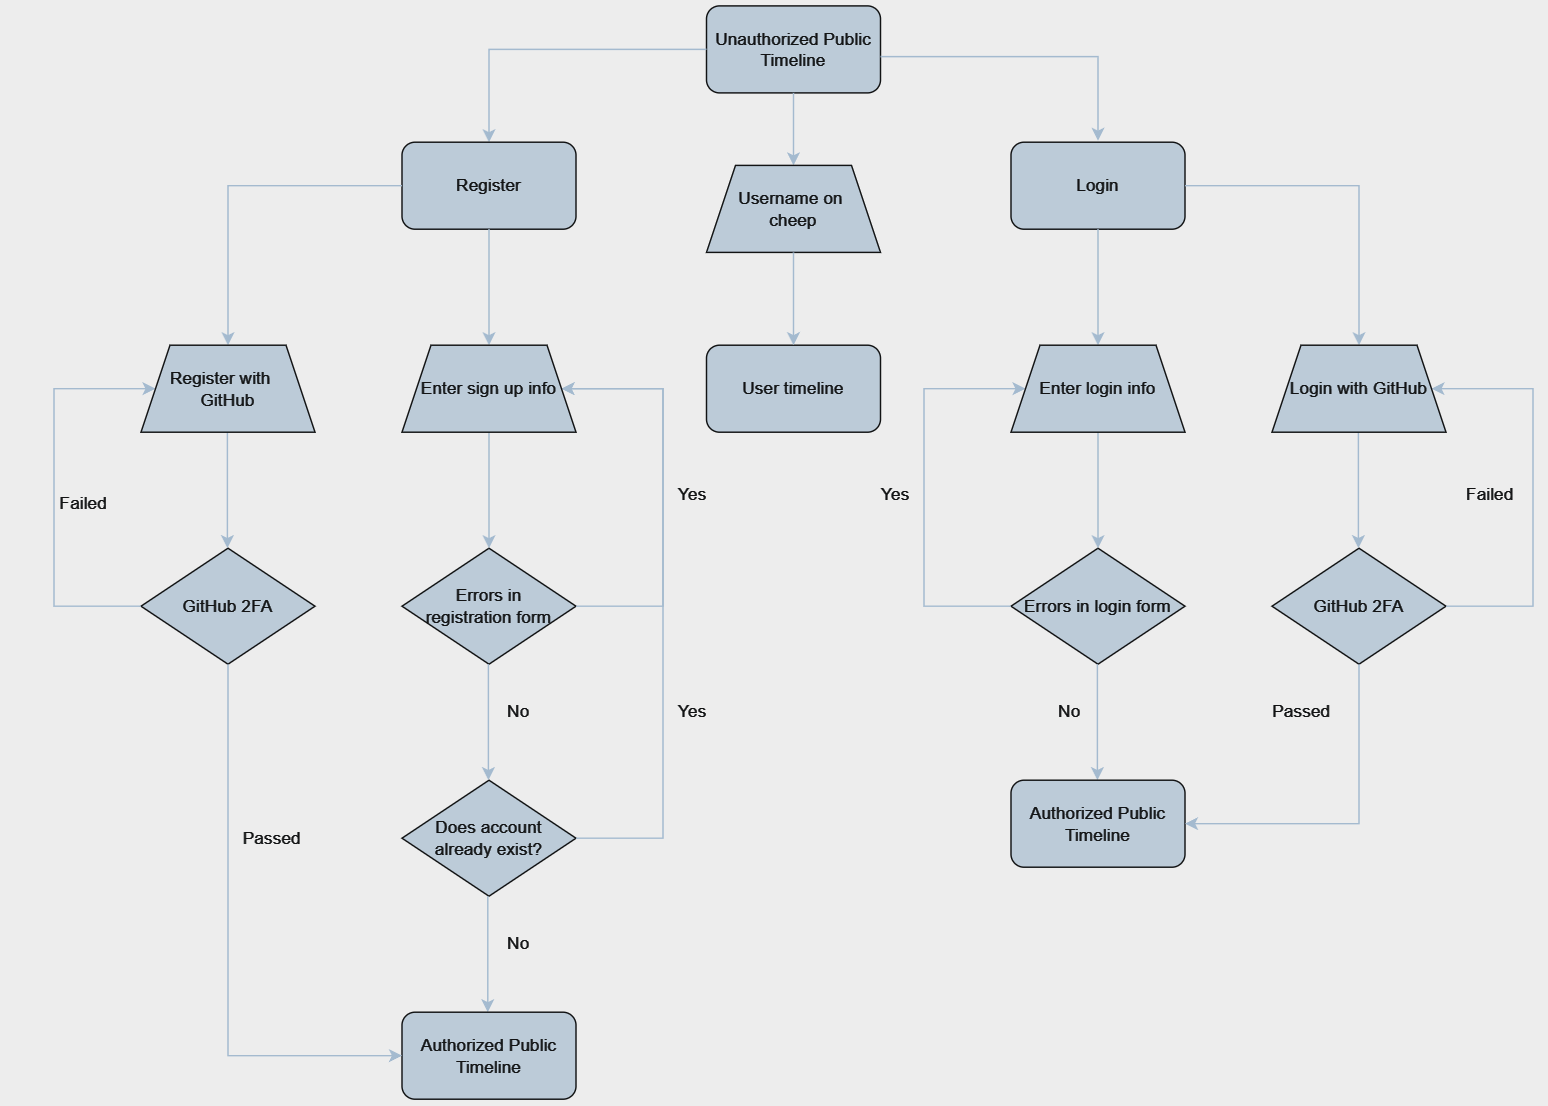 Unauthorized Public
Timeline
Register
Username on
cheep
Login
Register with
GitHub
Enter sign up info
User timeline
Enter login info
Login with GitHub
Failed
Yes
Yes
Failed
GitHub 2FA
Errors in
registration form
Errors in login form
GitHub 2FA
No
Yes
No
Passed
Passed
Does account
already exist?
Authorized Public
Timeline
No
Authorized Public
Timeline